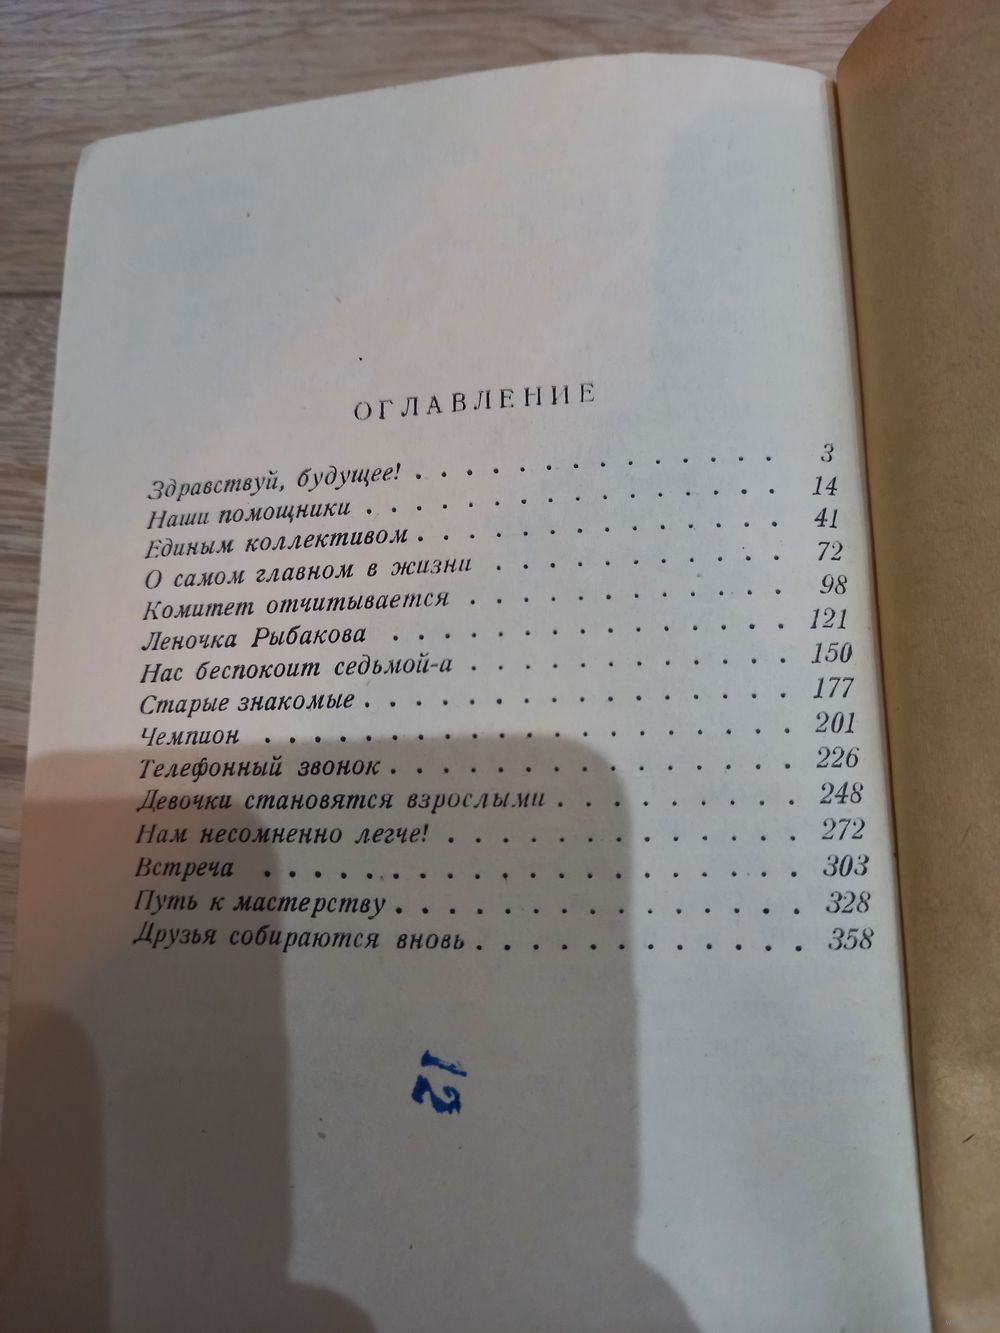 ОГЛАВЛЕНИЕ
Здравствуй, будущее! . . . . . . . . . . . . . . 3
Наши помощники . . . . . . . . . . . . . . . . 14
Единым коллективом . . . . . . . . . . . . . . 41
О самом главном в жизни . . . . . . . . . . . . 72
Комитет отчитывается . . . . . . . . . . . . . 98
Леночка Рыбакова . . . . . . . . . . . . . . . . 121
Нас беспокоит седьмой-а . . . . . . . . . . . . . 150
Старые знакомые . . . . . . . . . . . . . . . . . 177
Чемпион . . . . . . . . . . . . . . . . . . . . . 201
Телефонный звонок . . . . . . . . . . . . . . . . 226
Девочки становятся взрослыми . . . . . . . . . . 248
Нам несомненно легче! . . . . . . . . . . . . . . 272
Встреча . . . . . . . . . . . . . . . . . . . . . 303
Путь к мастерству . . . . . . . . . . . . . . . . 328
Друзья собираются вновь . . . . . . . . . . . . . 358
12